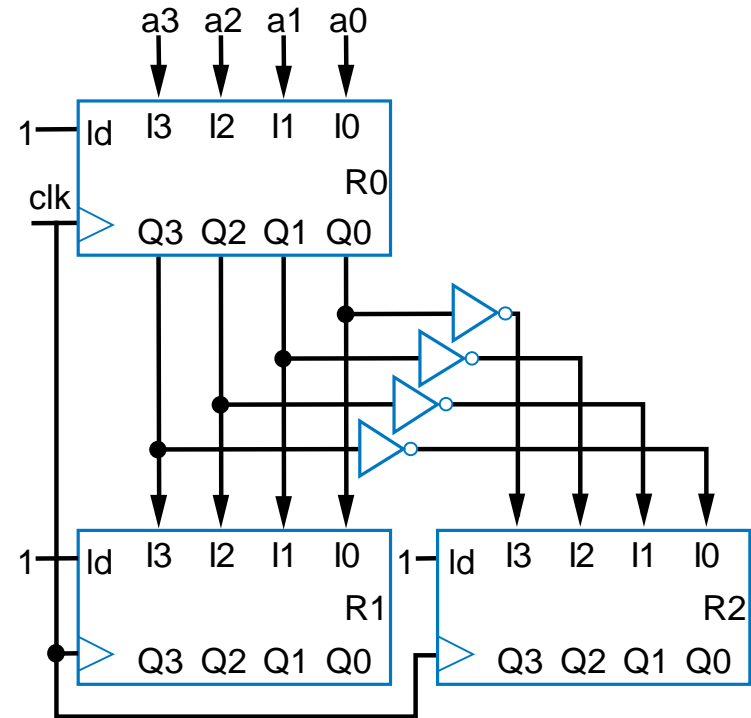 a3 a2 a1 a0
1 ld I3 I2 I1 I0
R0
clk
Q3 Q2 Q1 Q0
1 ld I3 I2 I1 I0
R1
Q3 Q2 Q1 Q0
1 ld I3 I2 I1 I0
R2
Q3 Q2 Q1 Q0